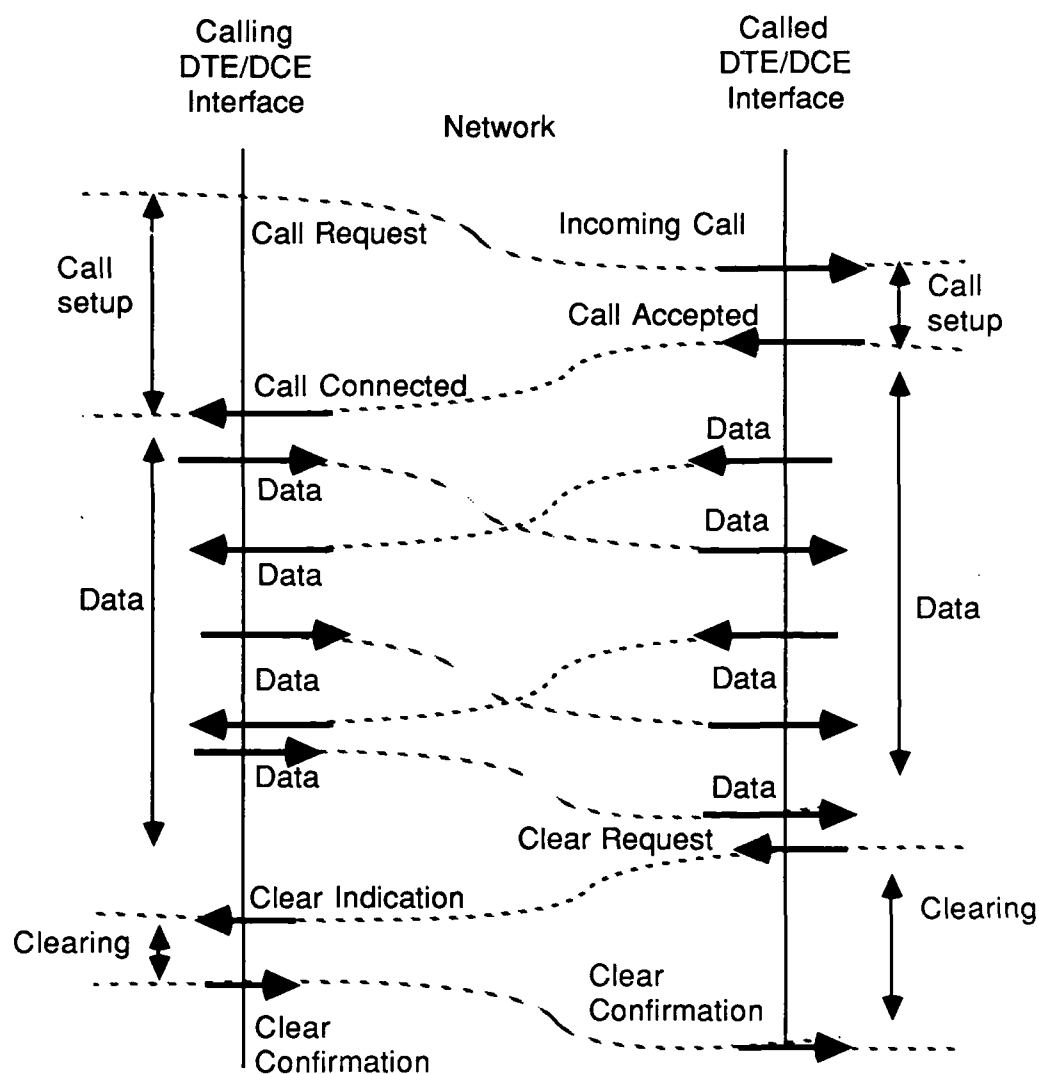 Calling
DTE/DCE
Interface
Called
DTE/DCE
Interface
Network
Call Request
Incoming Call
Call
setup
Call
setup
Call Accepted
Call Connected
Data
Data
Data
Data
Data
Data
Data
Data
Data
Data
Clear Request
Clear Indication
Clearing
Clearing
Clear
Confirmation
Clear
Confirmation